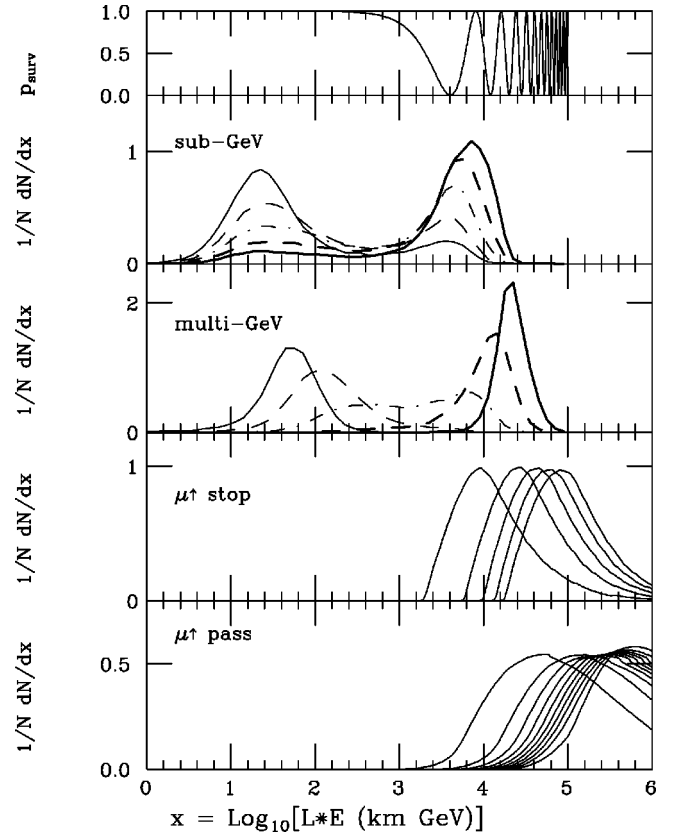 1.0
0.5
0.0
p_surv
sub-GeV
1
0
1/N dN/dx
multi-GeV
2
0
1/N dN/dx
μ↑ stop
1
0
1/N dN/dx
μ↑ pass
0.5
0.0
1/N dN/dx
0 1 2 3 4 5 6
x = Log₁₀[L*E (km GeV)]